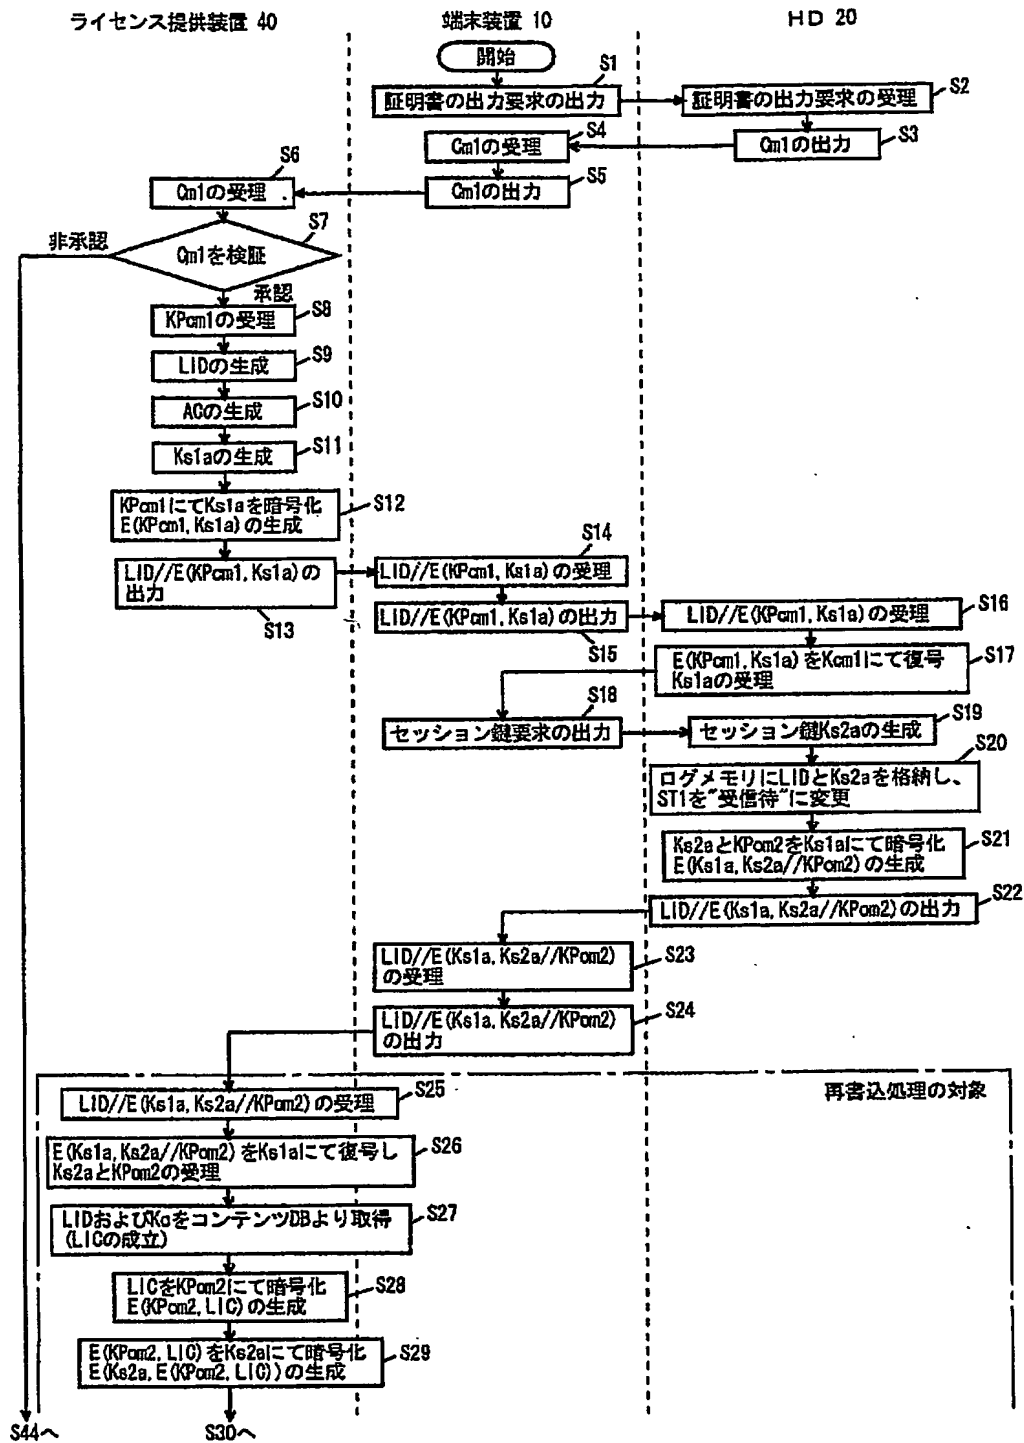 ライセンス提供装置 40
端末装置 10
HD 20
開始
S1
証明書の出力要求の出力
S2
証明書の出力要求の受理
S3
Cm1の出力
S4
Cm1の受理
S5
Cm1の出力
S6
Cm1の受理
S7
Cm1を検証
非承認
承認
S8
KPcm1の受理
S9
LIDの生成
S10
ACの生成
S11
Ks1aの生成
S12
KPcm1にてKs1aを暗号化
E(KPcm1, Ks1a)の生成
S13
LID//E(KPcm1, Ks1a)の
出力
S14
LID//E(KPcm1, Ks1a)の受理
S15
LID//E(KPcm1, Ks1a)の出力
S16
LID//E(KPcm1, Ks1a)の受理
S17
E(KPcm1, Ks1a)をKcm1にて復号
Ks1aの受理
S18
セッション鍵要求の出力
S19
セッション鍵Ks2aの生成
S20
ログメモリにLIDとKs2aを格納し、
ST1を"受信待"に変更
S21
Ks2aとKPom2をKs1aにて暗号化
E(Ks1a, Ks2a//KPom2)の生成
S22
LID//E(Ks1a, Ks2a//KPom2)の出力
S23
LID//E(Ks1a, Ks2a//KPom2)
の受理
S24
LID//E(Ks1a, Ks2a//KPom2)
の出力
再書込処理の対象
S25
LID//E(Ks1a, Ks2a//KPom2)の受理
S26
E(Ks1a, Ks2a//KPom2)をKs1aにて復号し
Ks2aとKPom2の受理
S27
LIDおよびKcをコンテンツDBより取得
(LICの成立)
S28
LICをKPom2にて暗号化
E(KPom2, LIC)の生成
S29
E(KPom2, LIC)をKs2aにて暗号化
E(Ks2a, E(KPom2, LIC))の生成
S44へ
S30へ